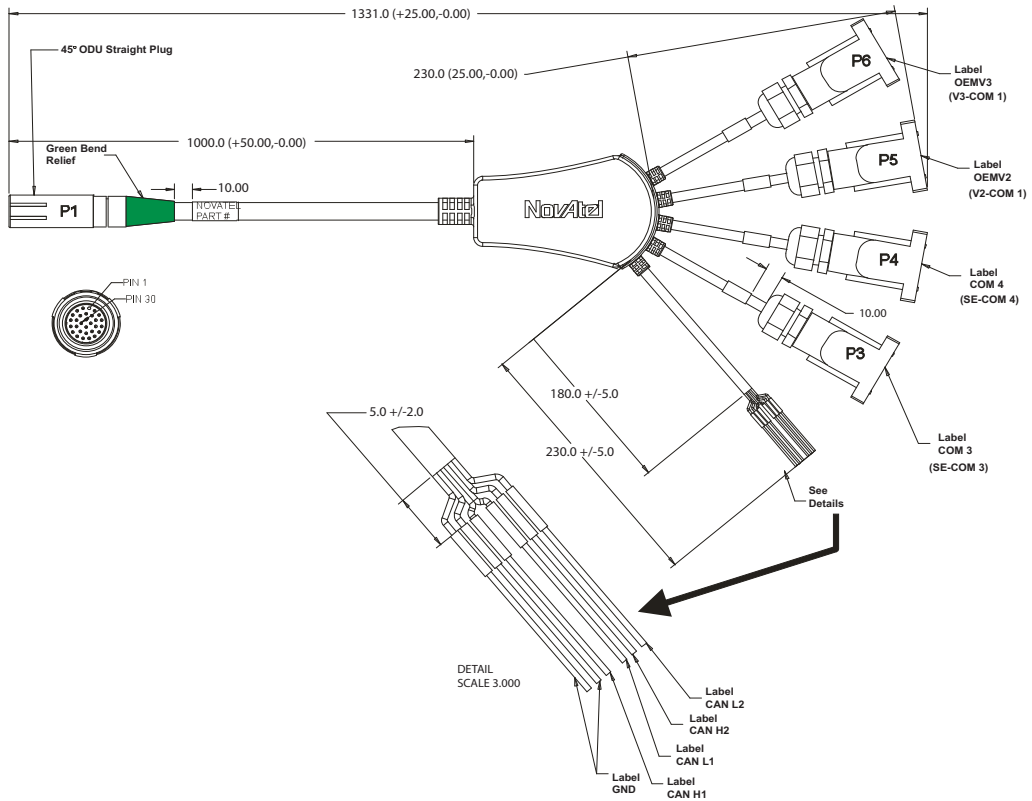 1331.0 (+25.00,-0.00)
45° ODU Straight Plug
P6
230.0 (25.00,-0.00)
Label
OEMV3
(V3-COM 1)
1000.0 (+50.00,-0.00)
Green Bend
Relief
P5
10.00
Label
OEMV2
(V2-COM 1)
P1
NOVATEL
PART #
NovAtel
P4
Label
COM 4
(SE-COM 4)
PIN 1
PIN 30
10.00
P3
180.0 +/-5.0
5.0 +/-2.0
230.0 +/-5.0
Label
COM 3
(SE-COM 3)
See
Details
DETAIL
SCALE 3.000
Label
CAN L2
Label
CAN H2
Label
CAN L1
Label
GND
Label
CAN H1